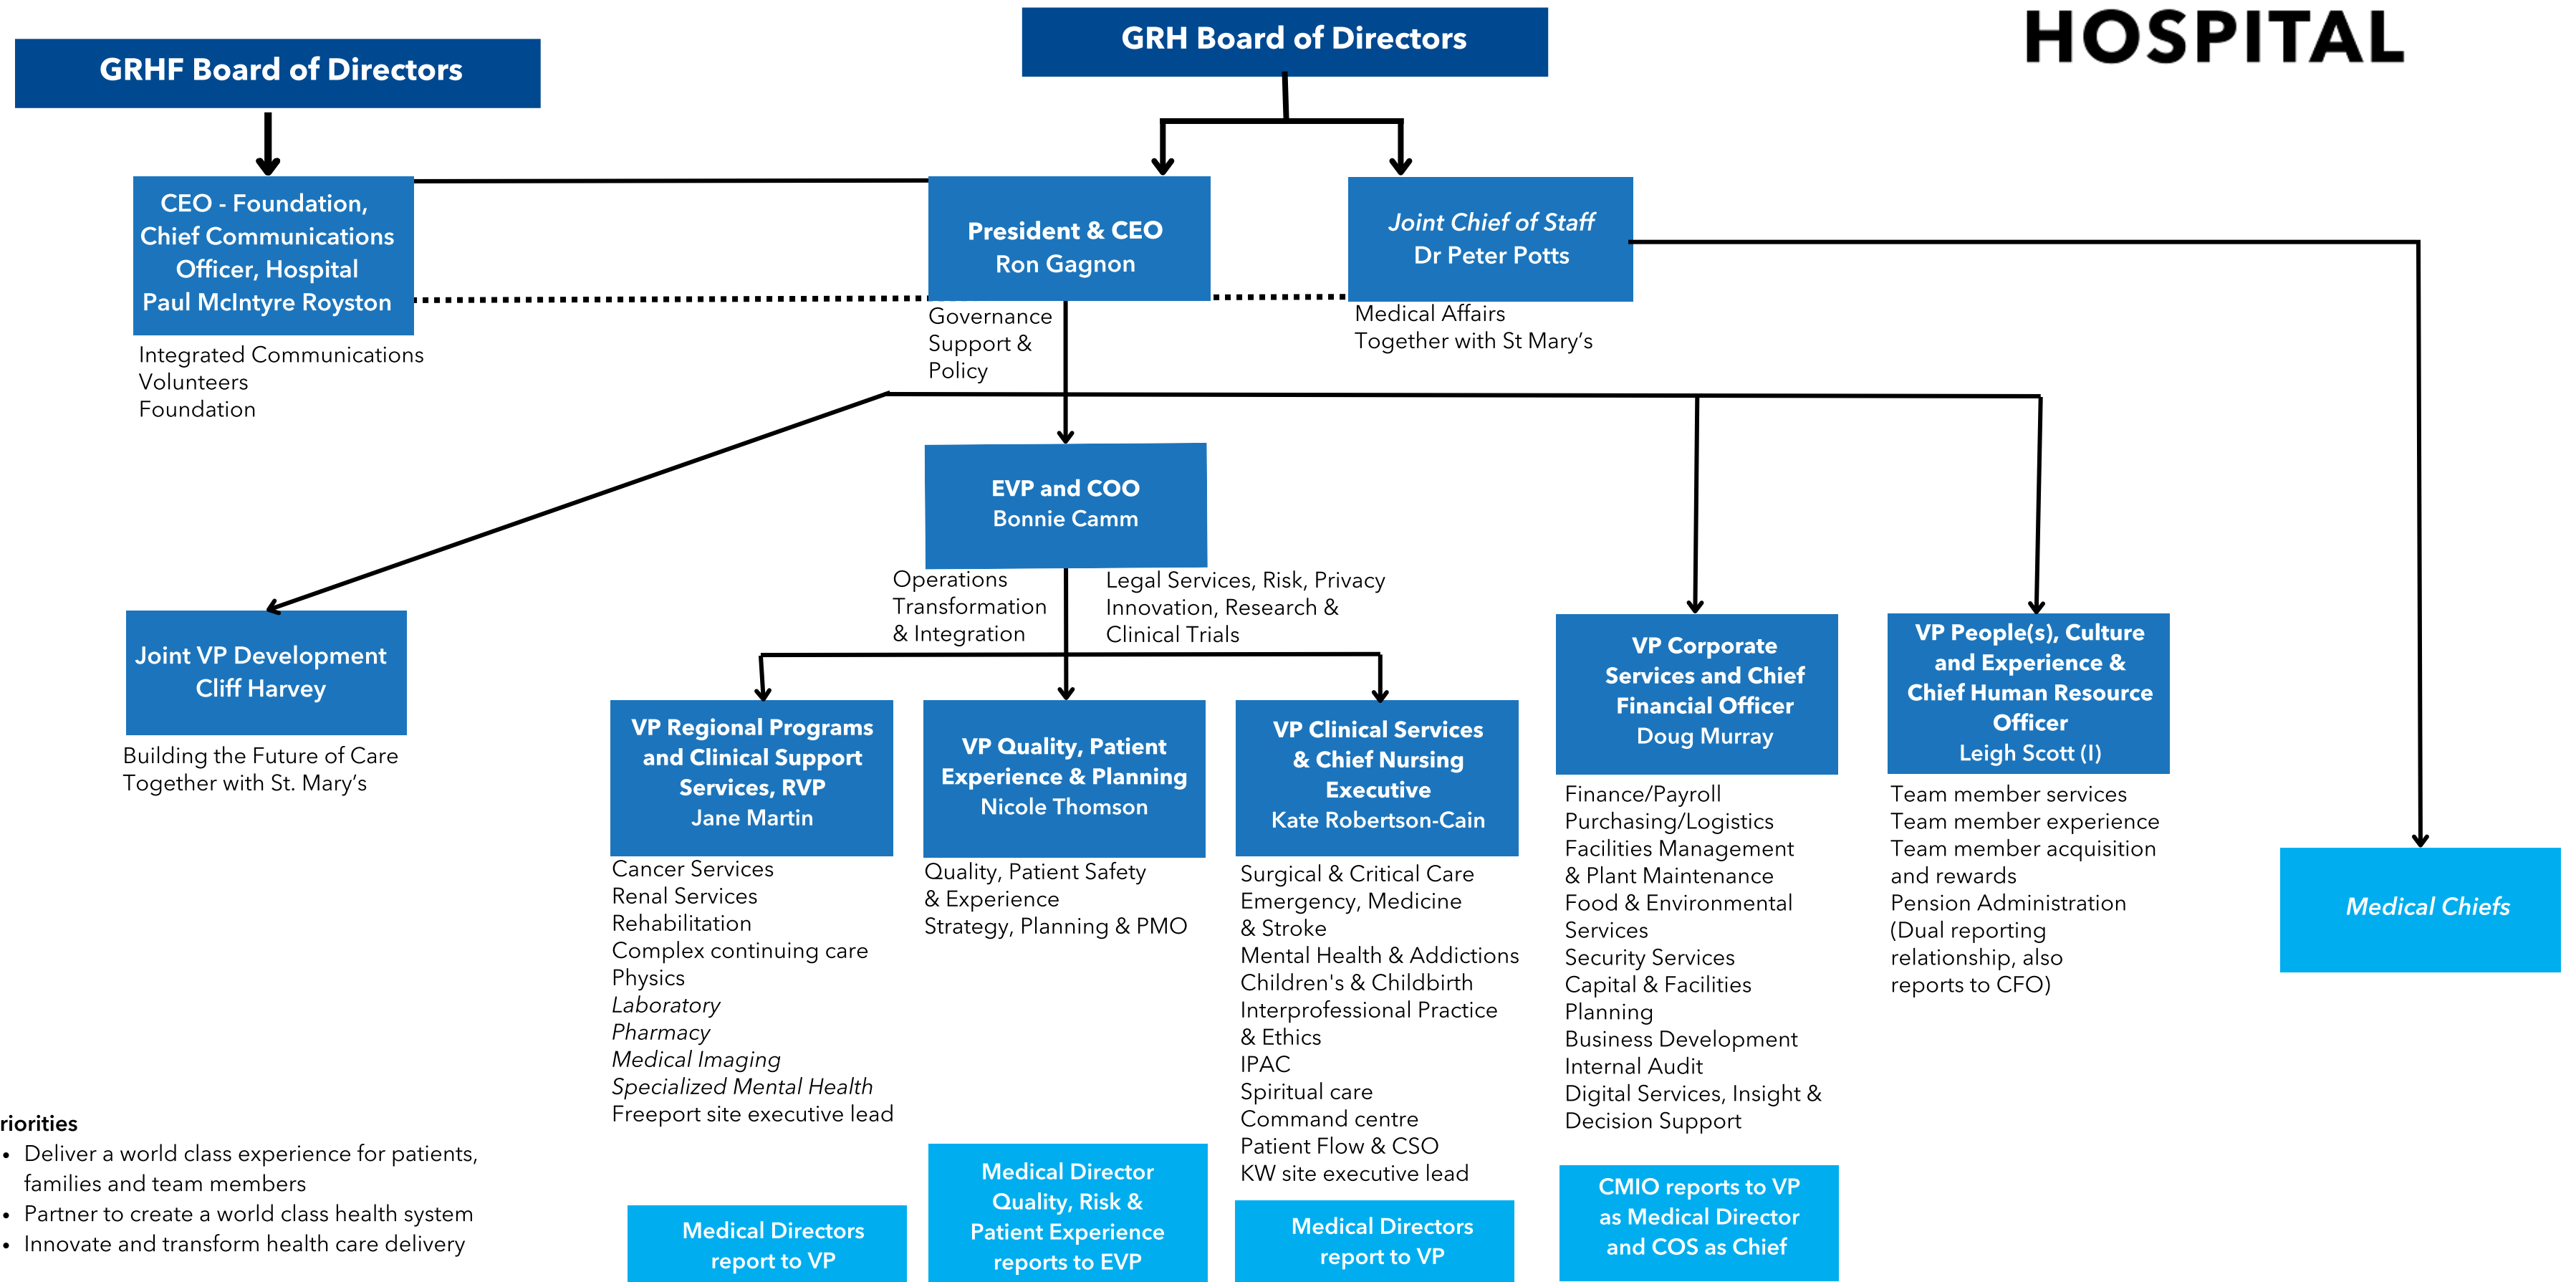 HOSPITAL
GRH Board of Directors
GRHF Board of Directors
CEO - Foundation,
Chief Communications
Officer, Hospital
Paul McIntyre Royston
Integrated Communications
Volunteers
Foundation
President & CEO
Ron Gagnon
Governance
Support &
Policy
Joint Chief of Staff
Dr Peter Potts
Medical Affairs
Together with St Mary’s
EVP and COO
Bonnie Camm
Operations
Transformation
& Integration
Legal Services, Risk, Privacy
Innovation, Research &
Clinical Trials
Joint VP Development
Cliff Harvey
Building the Future of Care
Together with St. Mary’s
VP Regional Programs
and Clinical Support
Services, RVP
Jane Martin
Cancer Services
Renal Services
Rehabilitation
Complex continuing care
Physics
Laboratory
Pharmacy
Medical Imaging
Specialized Mental Health
Freeport site executive lead
Medical Directors
report to VP
VP Quality, Patient
Experience & Planning
Nicole Thomson
Quality, Patient Safety
& Experience
Strategy, Planning & PMO
Medical Director
Quality, Risk &
Patient Experience
reports to EVP
VP Clinical Services
& Chief Nursing
Executive
Kate Robertson-Cain
Surgical & Critical Care
Emergency, Medicine
& Stroke
Mental Health & Addictions
Children's & Childbirth
Interprofessional Practice
& Ethics
IPAC
Spiritual care
Command centre
Patient Flow & CSO
KW site executive lead
Medical Directors
report to VP
VP Corporate
Services and Chief
Financial Officer
Doug Murray
Finance/Payroll
Purchasing/Logistics
Facilities Management
& Plant Maintenance
Food & Environmental
Services
Security Services
Capital & Facilities
Planning
Business Development
Internal Audit
Digital Services, Insight &
Decision Support
CMIO reports to VP
as Medical Director
and COS as Chief
VP People(s), Culture
and Experience &
Chief Human Resource
Officer
Leigh Scott (I)
Team member services
Team member experience
Team member acquisition
and rewards
Pension Administration
(Dual reporting
relationship, also
reports to CFO)
Medical Chiefs
riorities
• Deliver a world class experience for patients,
families and team members
• Partner to create a world class health system
• Innovate and transform health care delivery